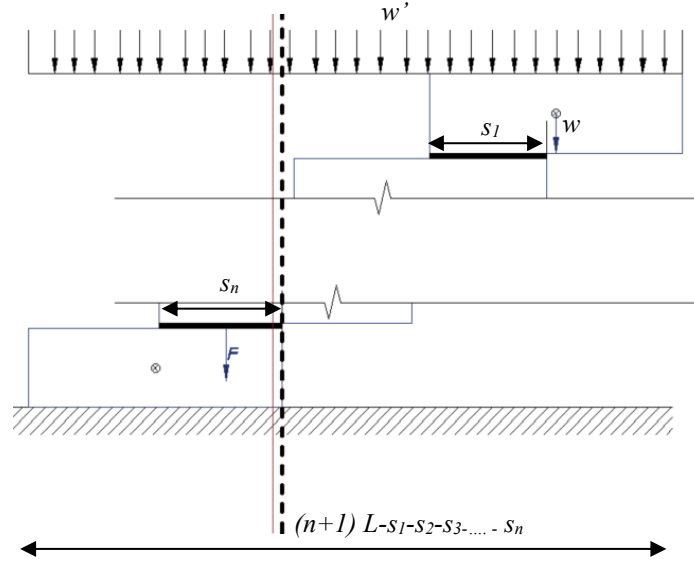 w’
s1
w
sn
F
(n+1) L-s1-s2-s3-....- sn